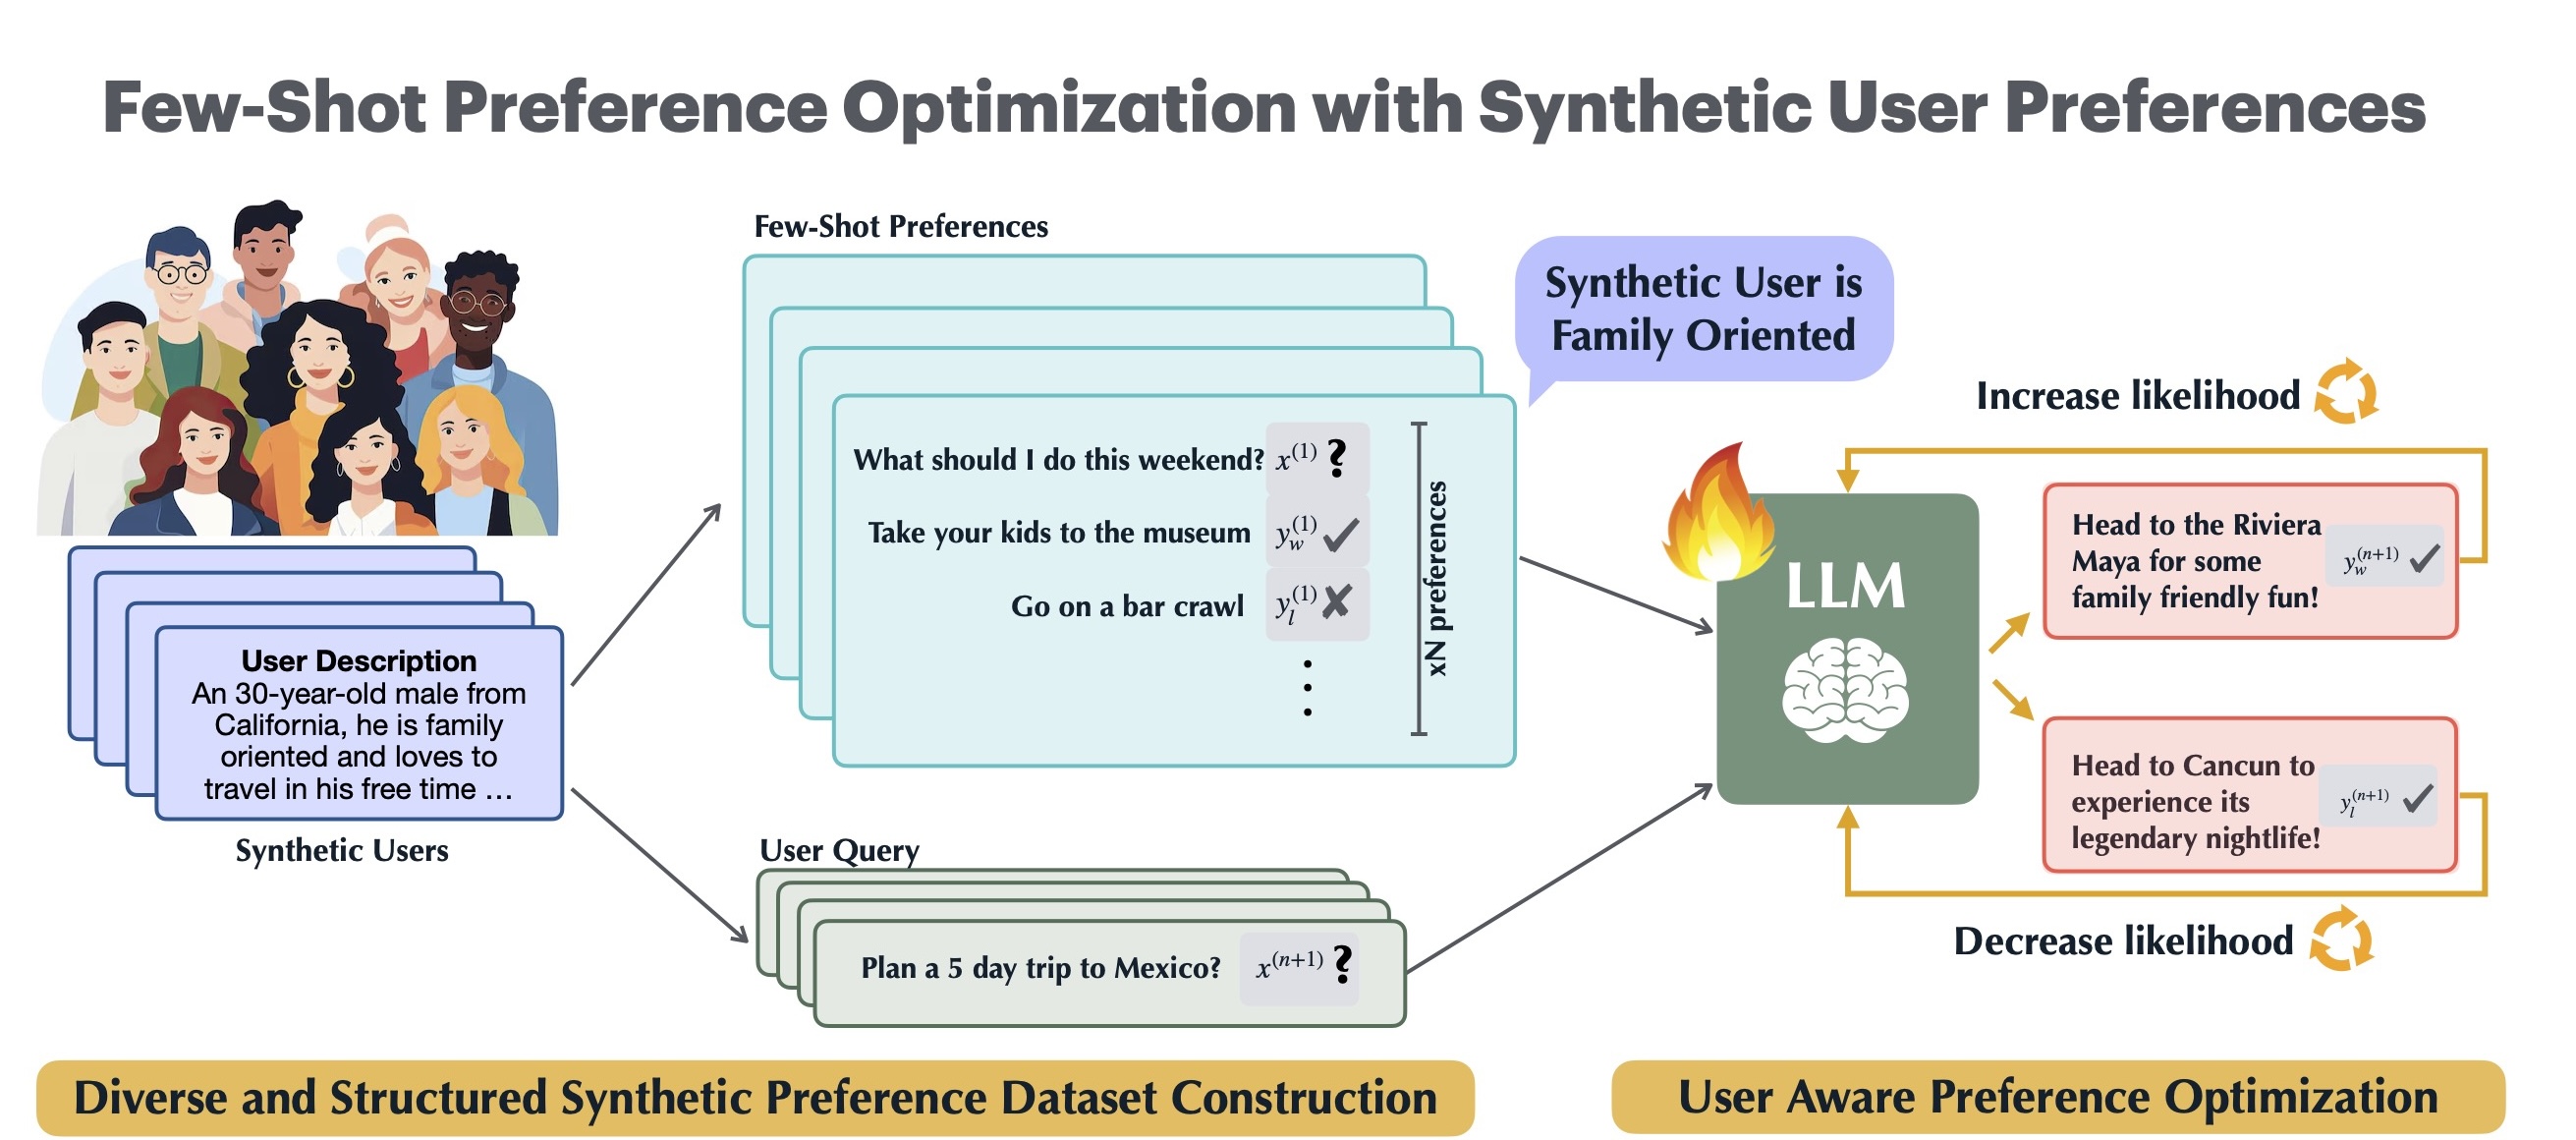 Few-Shot Preference Optimization with Synthetic User Preferences
Few-Shot Preferences
Synthetic User is
Family Oriented
What should I do this weekend? x^(1) ?
Take your kids to the museum y_w^(1) ✓
Go on a bar crawl y_l^(1) ✗
xN preferences
User Description
An 30-year-old male from
California, he is family
oriented and loves to
travel in his free time ...
Synthetic Users
User Query
Plan a 5 day trip to Mexico? x^(n+1) ?
LLM
Increase likelihood
Head to the Riviera
Maya for some
family friendly fun!
y_w^(n+1) ✓
Head to Cancun to
experience its
legendary nightlife!
y_l^(n+1) ✓
Decrease likelihood
Diverse and Structured Synthetic Preference Dataset Construction
User Aware Preference Optimization